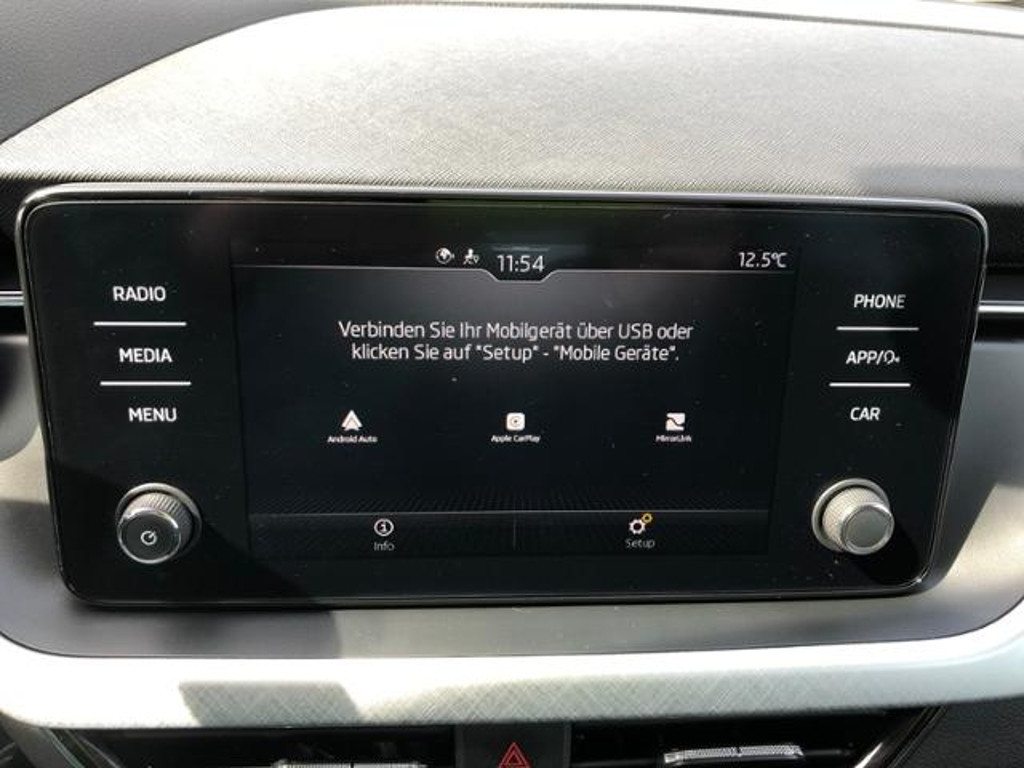 11:54
12.5°C
RADIO
MEDIA
MENU
Verbinden Sie Ihr Mobilgerät über USB oder
klicken Sie auf "Setup" - "Mobile Geräte".
Android Auto
Apple CarPlay
MirrorLink
Info
Setup
PHONE
APP/
CAR